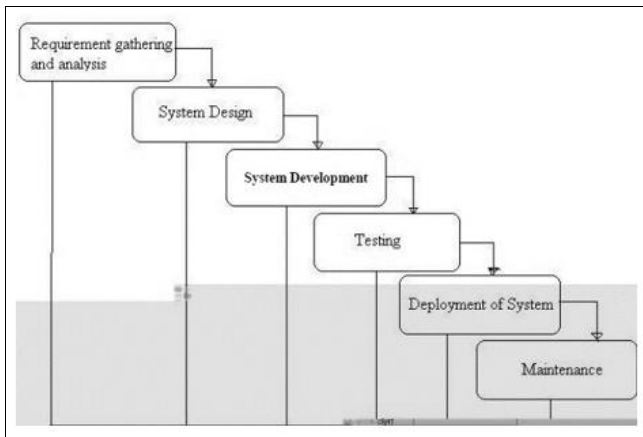 Requirement gathering
and analysis
System Design
System Development
Testing
Deployment of System
Maintenance